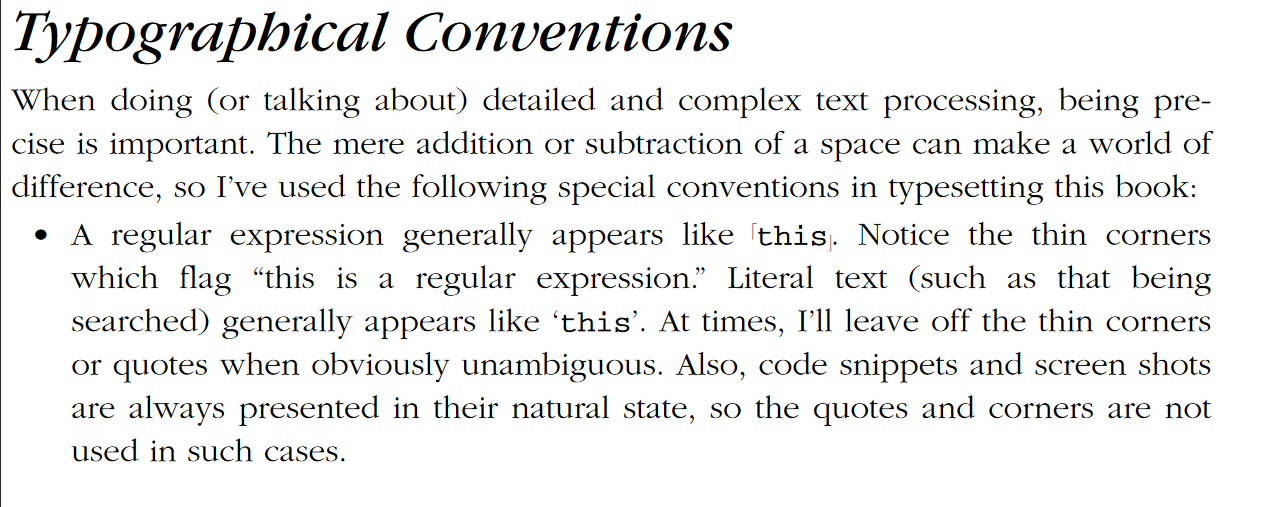 Typographical Conventions
When doing (or talking about) detailed and complex text processing, being pre-
cise is important. The mere addition or subtraction of a space can make a world of
difference, so I’ve used the following special conventions in typesetting this book:
• A regular expression generally appears like ⌈this⌋. Notice the thin corners
which flag “this is a regular expression.” Literal text (such as that being
searched) generally appears like ‘this’. At times, I’ll leave off the thin corners
or quotes when obviously unambiguous. Also, code snippets and screen shots
are always presented in their natural state, so the quotes and corners are not
used in such cases.